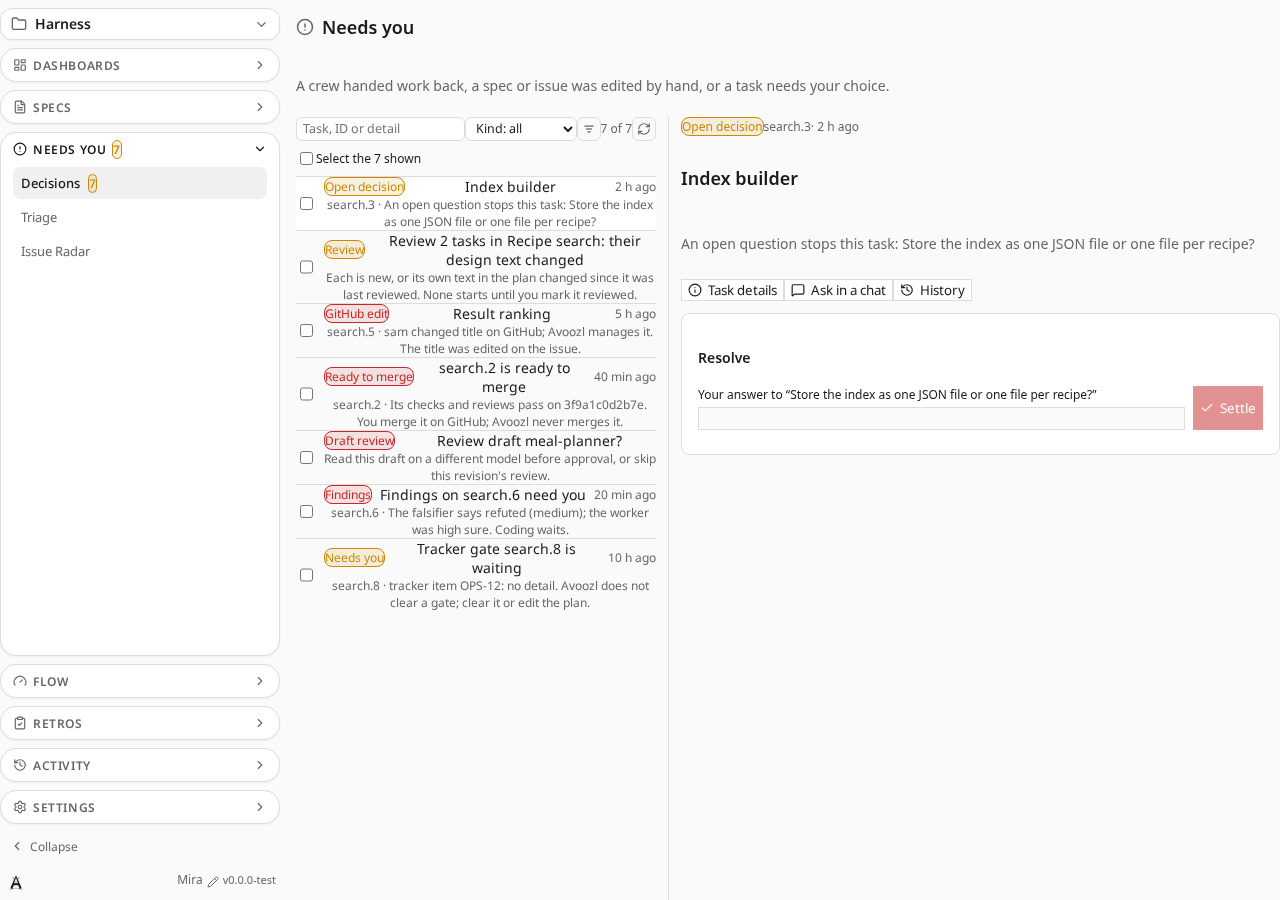 Harness
DASHBOARDS
SPECS
NEEDS YOU 7
Decisions 7
Triage
Issue Radar
FLOW
RETROS
ACTIVITY
SETTINGS
Collapse
Mira v0.0.0-test
Needs you
A crew handed work back, a spec or issue was edited by hand, or a task needs your choice.
Task, ID or detail Kind: all 7 of 7
Select the 7 shown
Open decision Index builder 2 h ago
search.3 · An open question stops this task: Store the index
as one JSON file or one file per recipe?
Review Review 2 tasks in Recipe search: their
design text changed
Each is new, or its own text in the plan changed since it was
last reviewed. None starts until you mark it reviewed.
GitHub edit Result ranking 5 h ago
search.5 · sam changed title on GitHub; Avoozl manages it.
The title was edited on the issue.
Ready to merge search.2 is ready to
merge 40 min ago
search.2 · Its checks and reviews pass on 3f9a1c0d2b7e.
You merge it on GitHub; Avoozl never merges it.
Draft review Review draft meal-planner?
Read this draft on a different model before approval, or skip
this revision's review.
Findings Findings on search.6 need you 20 min ago
search.6 · The falsifier says refuted (medium); the worker
was high sure. Coding waits.
Needs you Tracker gate search.8 is
waiting 10 h ago
search.8 · tracker item OPS-12: no detail. Avoozl does not
clear a gate; clear it or edit the plan.
Open decision search.3 · 2 h ago
Index builder
An open question stops this task: Store the index as one JSON file or one file per recipe?
Task details Ask in a chat History
Resolve
Your answer to “Store the index as one JSON file or one file per recipe?”
Settle